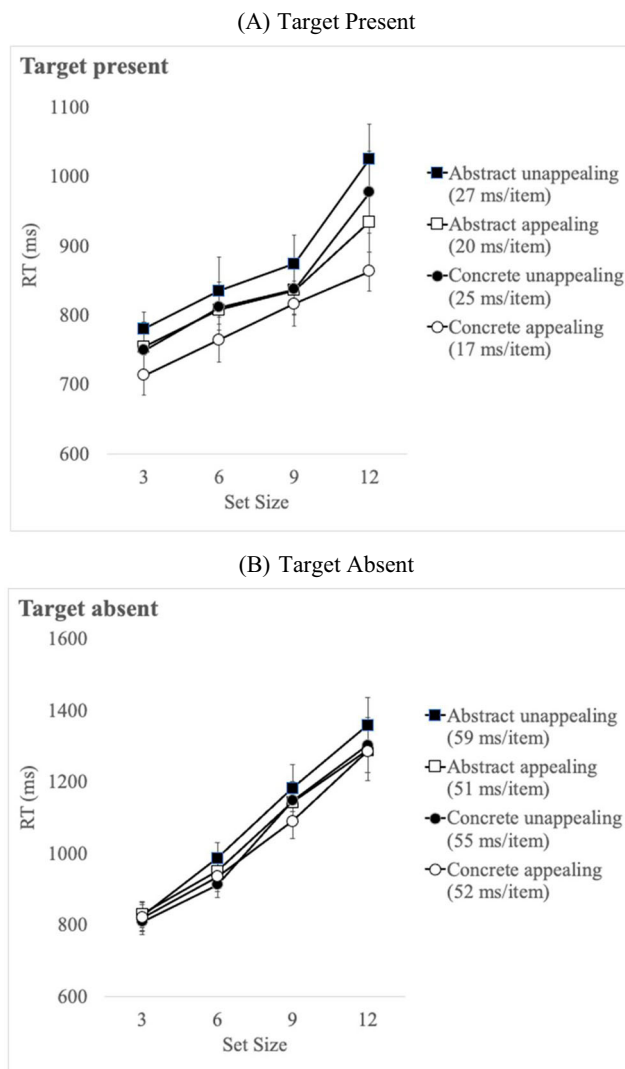 (A) Target Present
Target present
1100
1000
900
800
700
600
RT (ms)
3 6 9 12
Set Size
Abstract unappealing
(27 ms/item)
Abstract appealing
(20 ms/item)
Concrete unappealing
(25 ms/item)
Concrete appealing
(17 ms/item)
(B) Target Absent
Target absent
1600
1400
1200
1000
800
600
RT (ms)
3 6 9 12
Set Size
Abstract unappealing
(59 ms/item)
Abstract appealing
(51 ms/item)
Concrete unappealing
(55 ms/item)
Concrete appealing
(52 ms/item)